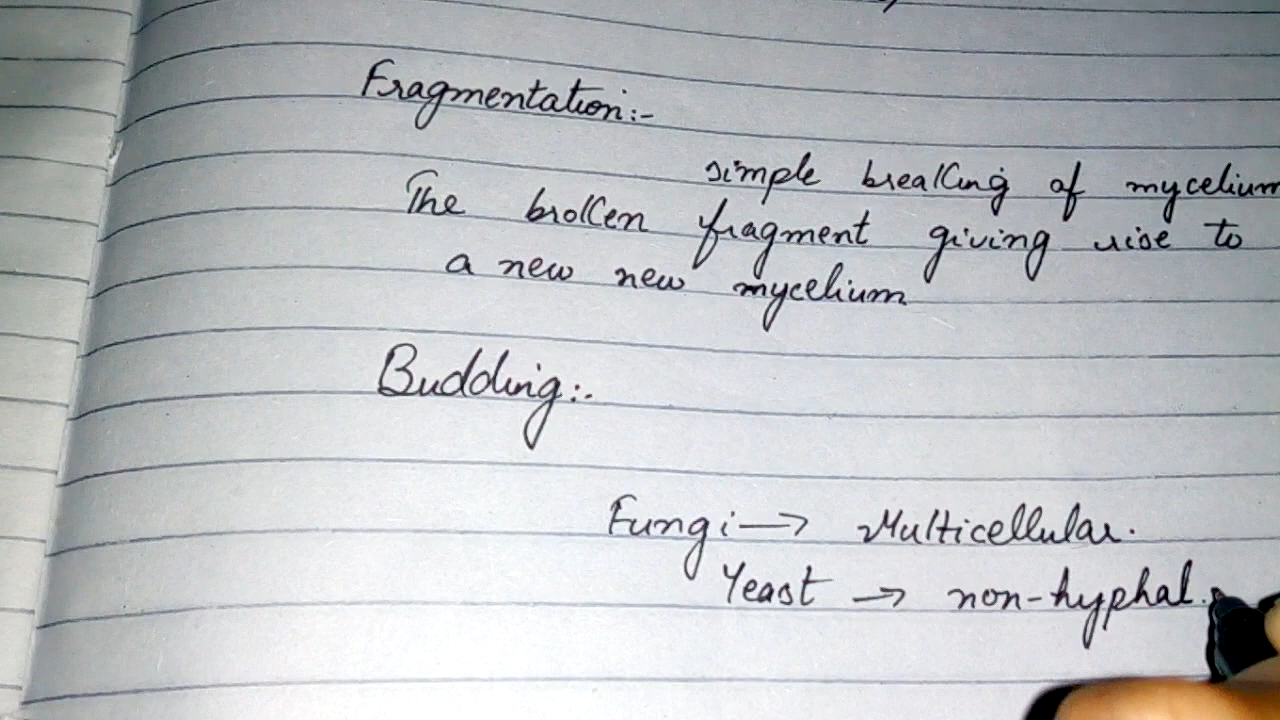 Fragmentation:-
simple breaking of mycelium
The broken fragment giving rise to
a new new mycelium
Budding:-
Fungi → Multicellular.
Yeast → non-hyphal.